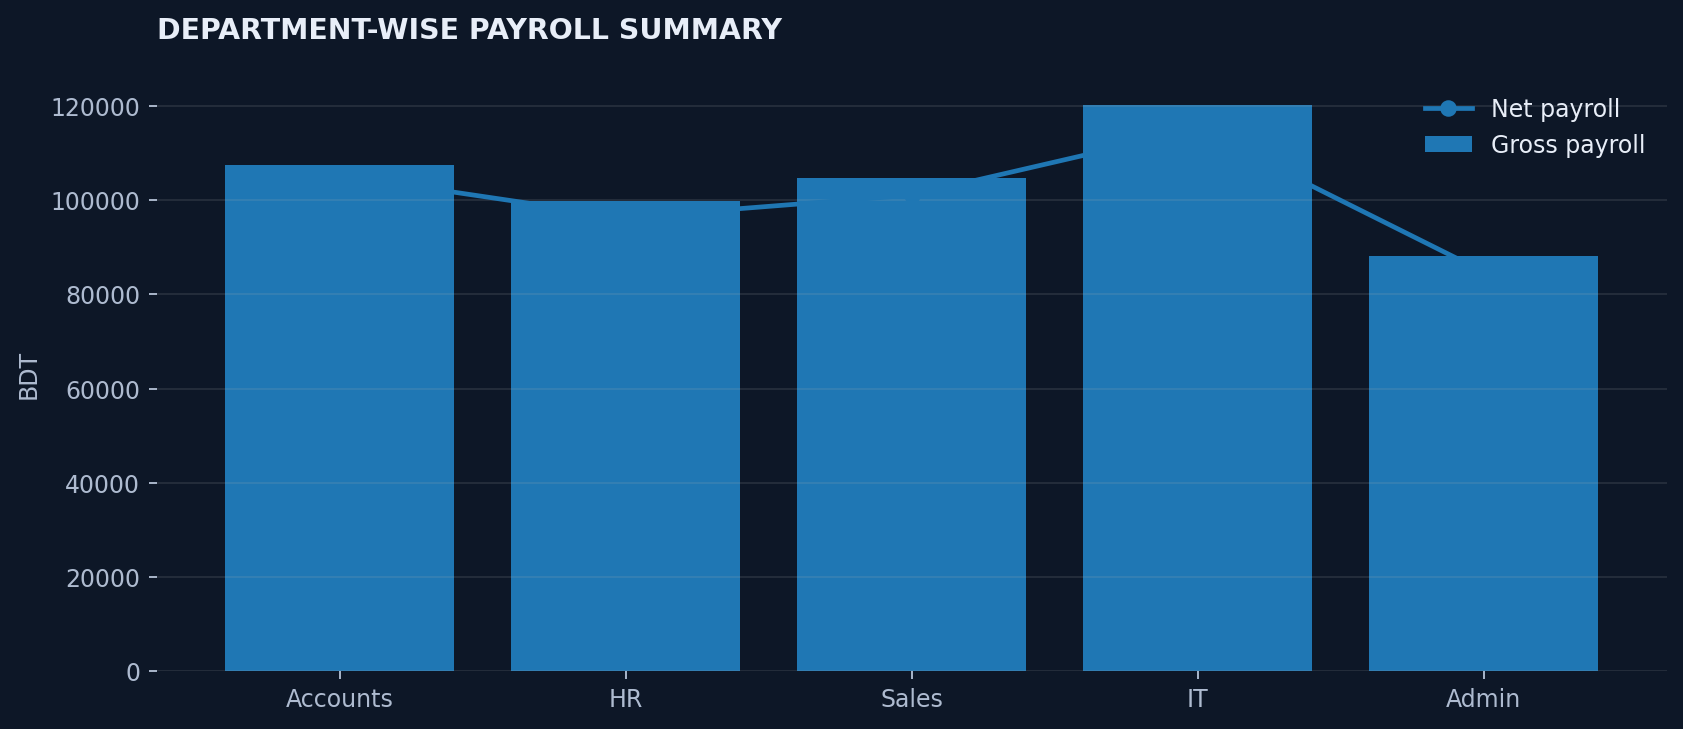 DEPARTMENT-WISE PAYROLL SUMMARY
120000
100000
80000
60000
40000
20000
0
BDT
Net payroll
Gross payroll
Accounts
HR
Sales
IT
Admin